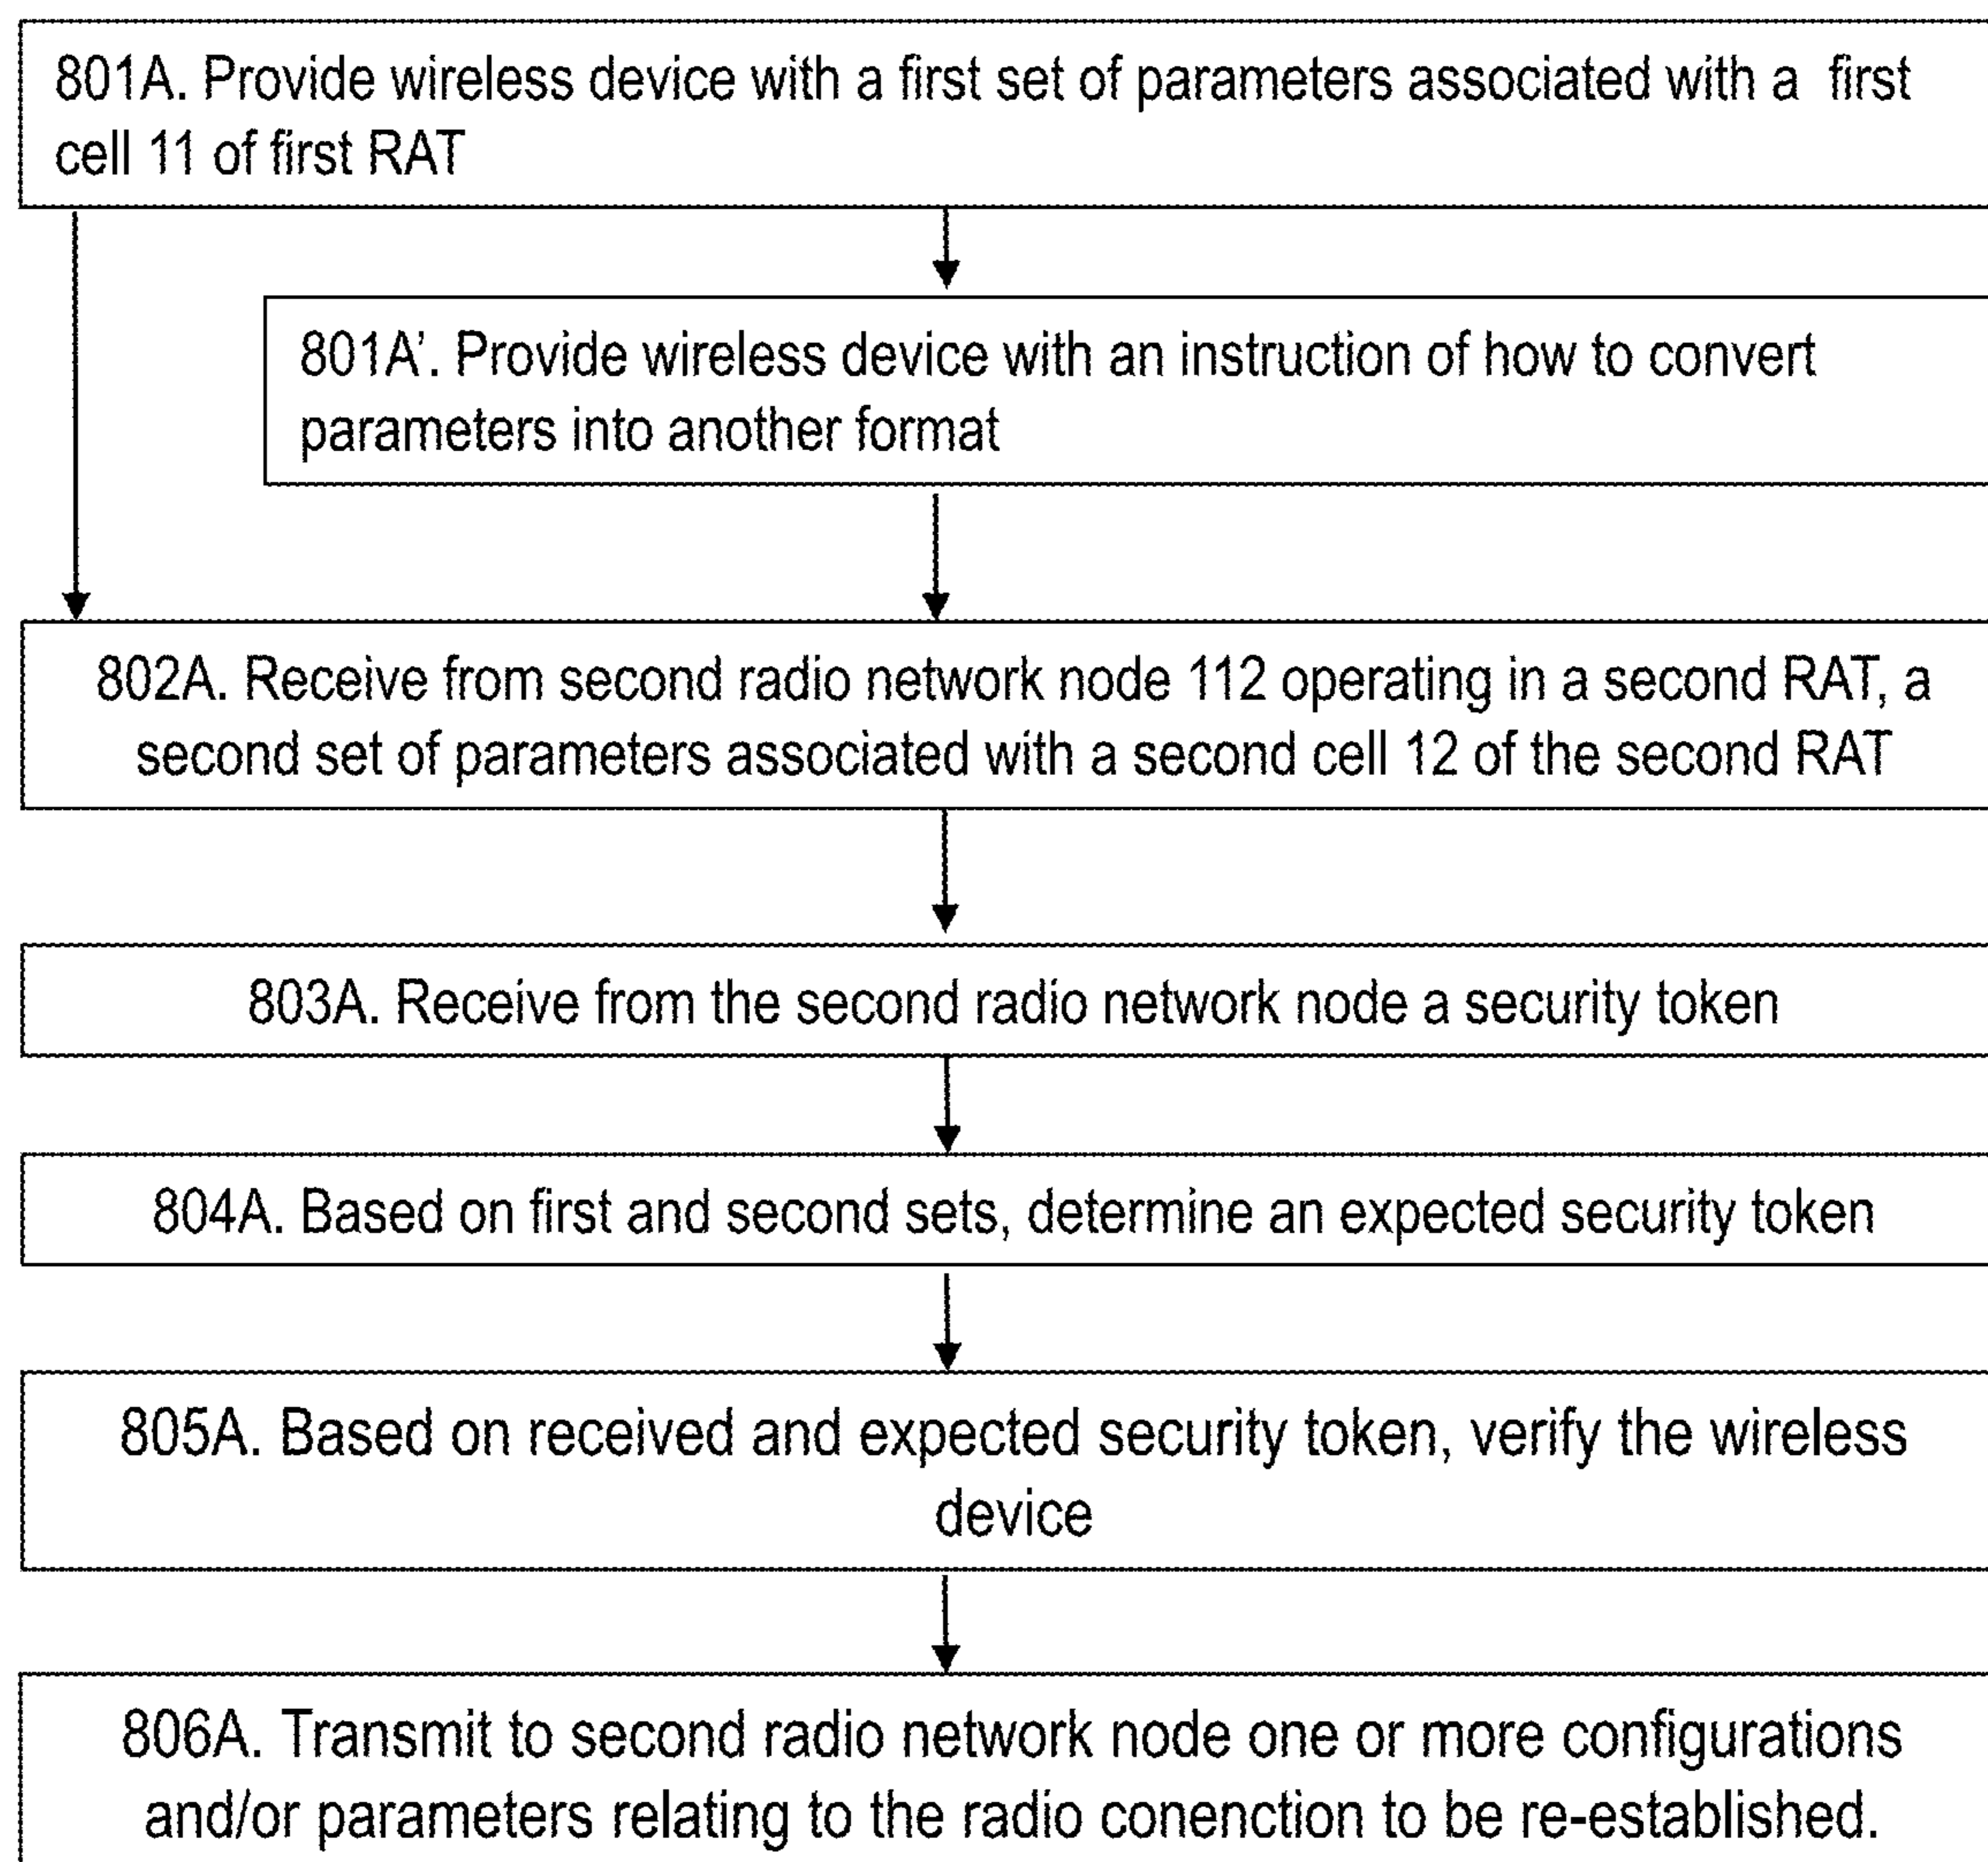 801A. Provide wireless device with a first set of parameters associated with a first
cell 11 of first RAT
801A'. Provide wireless device with an instruction of how to convert
parameters into another format
802A. Receive from second radio network node 112 operating in a second RAT, a
second set of parameters associated with a second cell 12 of the second RAT
803A. Receive from the second radio network node a security token
804A. Based on first and second sets, determine an expected security token
805A. Based on received and expected security token, verify the wireless
device
806A. Transmit to second radio network node one or more configurations
and/or parameters relating to the radio conenction to be re-established.